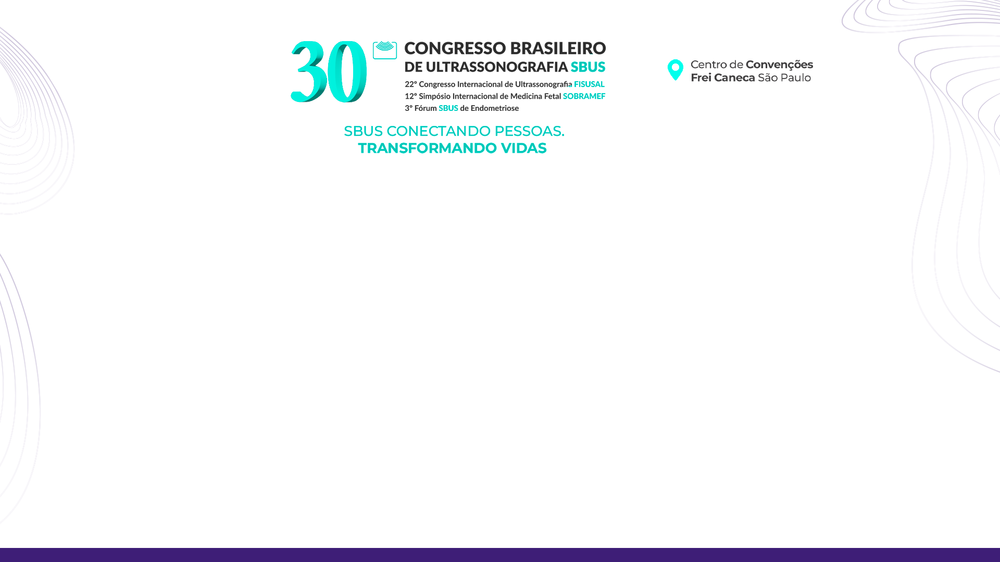 30
CONGRESSO BRASILEIRO
DE ULTRASSONOGRAFIA SBUS
22º Congresso Internacional de Ultrassonografia FISUSAL
12º Simpósio Internacional de Medicina Fetal SOBRAMEF
3º Fórum SBUS de Endometriose
SBUS CONECTANDO PESSOAS.
TRANSFORMANDO VIDAS
Centro de Convenções
Frei Caneca São Paulo